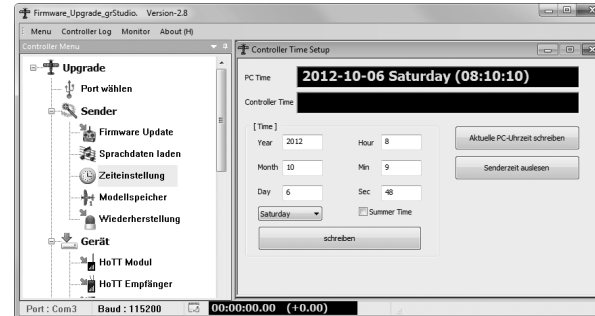 Firmware_Upgrade_grStudio. Version-2.8
Menu Controller Log Monitor About (H)
Controller Menu
Upgrade
Port wählen
Sender
Firmware Update
Sprachdaten laden
Zeiteinstellung
Modellspeicher
Wiederherstellung
Gerät
HoTT Modul
HoTT Empfänger
Controller Time Setup
PC Time 2012-10-06 Saturday (08:10:10)
Controller Time
[ Time ]
Year 2012 Hour 8
Month 10 Min 9
Day 6 Sec 48
Saturday Summer Time
schreiben
Aktuelle PC-Uhrzeit schreiben
Senderzeit auslesen
Port : Com3 Baud : 115200 00:00:00.00 (+0.00)